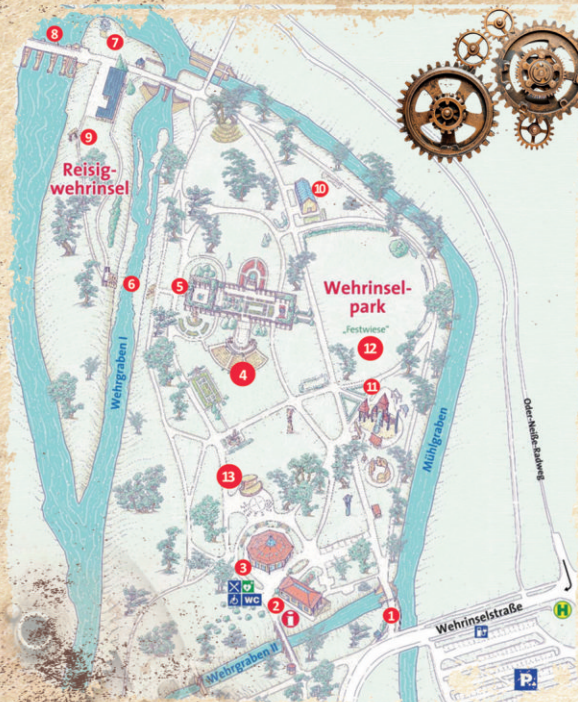 8
7
9
Reisig-
wehrinsel
10
6
5
Wehrinsel-
park
„Festwiese“
12
4
11
Wehrgraben I
Mühlgraben
Oder-Neiße-Radweg
13
3
WC
2
i
1
Wehrinselstraße
H
Wehrgraben II
P